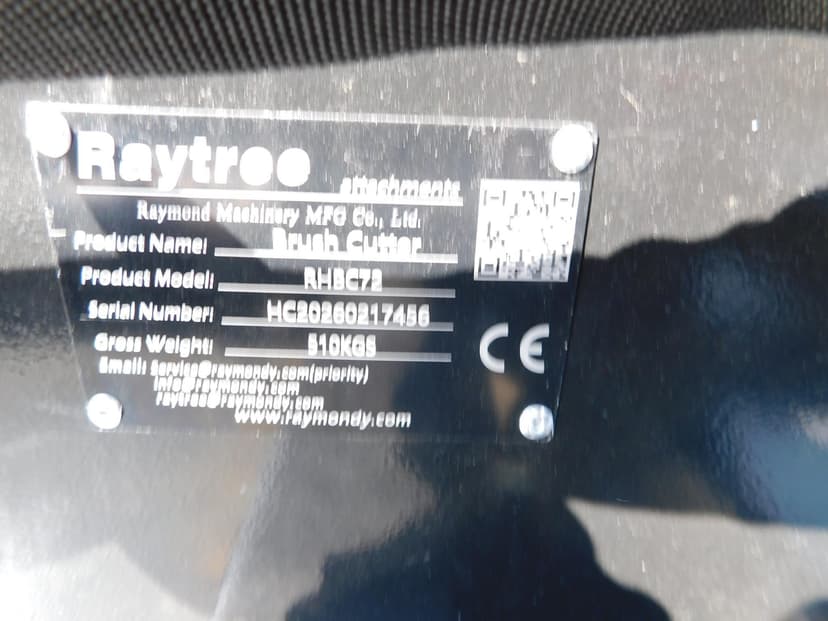 Raytree
attachments
Raymond Machinery MFG Co., Ltd.
Product Name: Brush Cutter
Product Model: RHBC72
Serial Number: HC20260217456
Gross Weight: 510KGS
Email: Service@raymondy.com(priority)
info@raymondy.com
raytree@raymondy.com
www.raymondy.com
CE